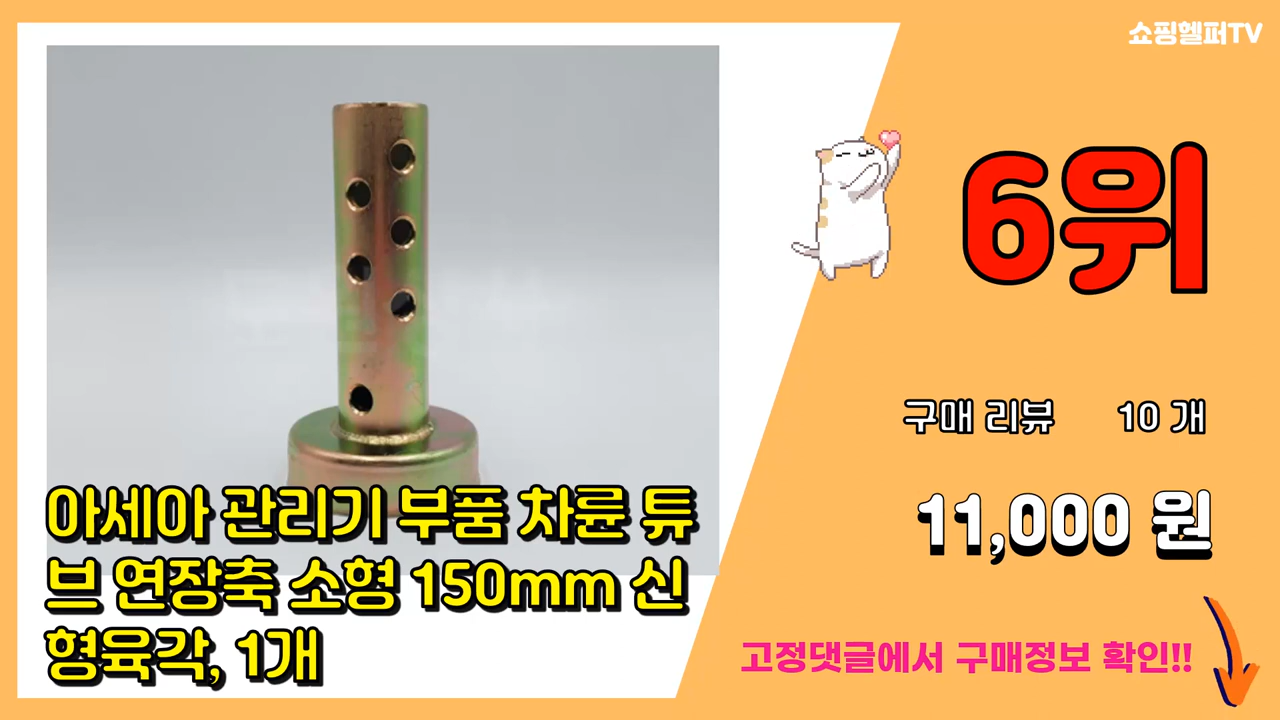 쇼핑헬퍼TV
6위
구매 리뷰 10 개
11,000 원
아세아 관리기 부품 차륜 튜
브 연장축 소형 150mm 신
형육각, 1개
고정댓글에서 구매정보 확인!!